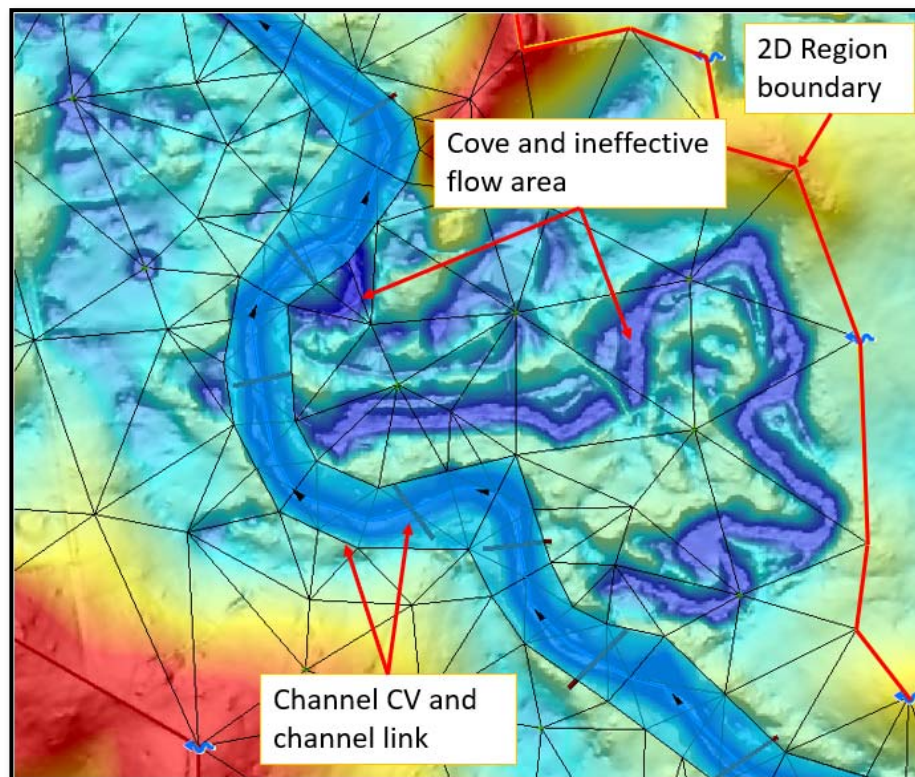 2D Region
boundary
Cove and ineffective
flow area
Channel CV and
channel link